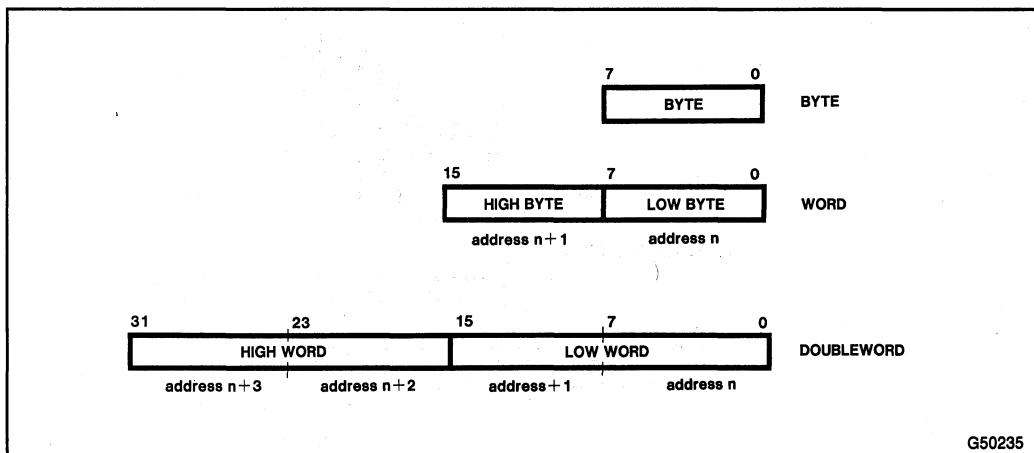 7 0
BYTE BYTE
15 7 0
HIGH BYTE LOW BYTE WORD
address n+1 address n
31 23 15 7 0
HIGH WORD LOW WORD DOUBLEWORD
address n+3 address n+2 address+1 address n
G50235